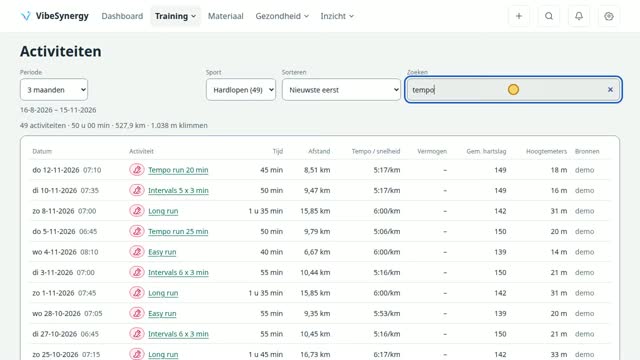 VibeSynergy Dashboard Training Materiaal Gezondheid Inzicht
Activiteiten
Periode Sport Sorteren Zoeken
3 maanden Hardlopen (49) Nieuwste eerst tempo
16-8-2026 – 15-11-2026
49 activiteiten · 50 u 00 min · 527,9 km · 1.038 m klimmen
Datum Activiteit Tijd Afstand Tempo / snelheid Vermogen Gem. hartslag Hoogtemeters Bronnen
do 12-11-2026 07:10 Tempo run 20 min 45 min 8,51 km 5:17/km – 149 18 m demo
di 10-11-2026 07:35 Intervals 5 x 3 min 50 min 9,47 km 5:17/km – 149 16 m demo
zo 8-11-2026 07:00 Long run 1 u 35 min 15,85 km 6:00/km – 142 31 m demo
do 5-11-2026 06:45 Tempo run 25 min 50 min 9,79 km 5:06/km – 150 20 m demo
wo 4-11-2026 08:10 Easy run 40 min 6,67 km 6:00/km – 139 14 m demo
di 3-11-2026 07:00 Intervals 6 x 3 min 55 min 10,44 km 5:16/km – 150 21 m demo
zo 1-11-2026 07:45 Long run 1 u 35 min 15,85 km 6:00/km – 142 31 m demo
wo 28-10-2026 07:05 Easy run 55 min 9,35 km 5:53/km – 139 20 m demo
di 27-10-2026 06:45 Intervals 6 x 3 min 55 min 10,45 km 5:16/km – 150 21 m demo
zo 25-10-2026 07:15 Long run 1 u 45 min 16,73 km 6:17/km – 142 33 m demo